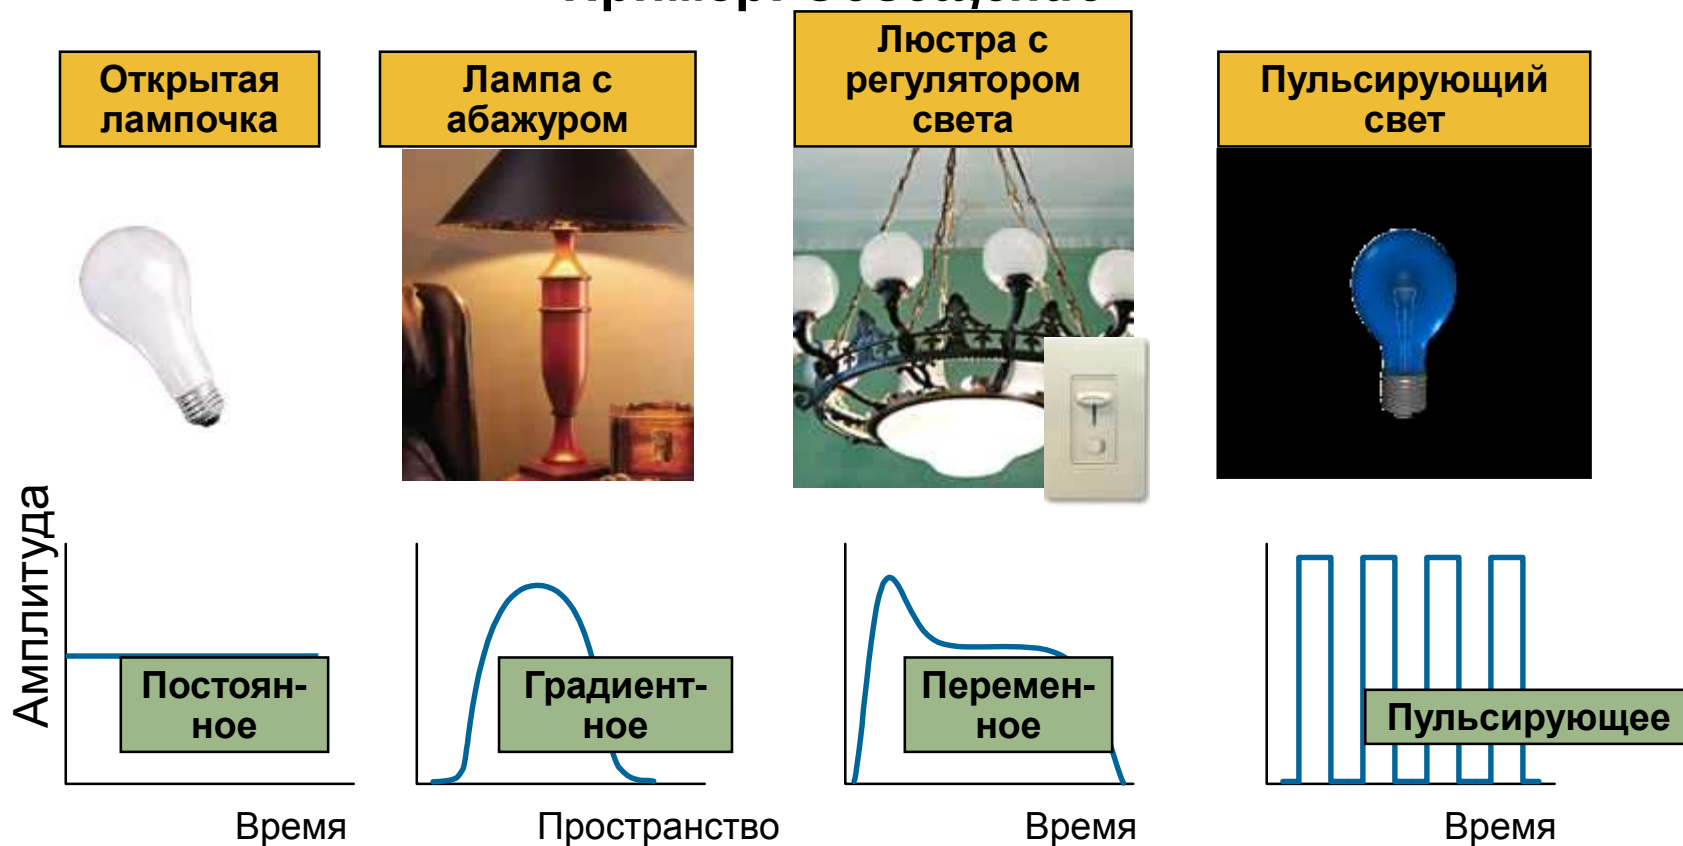 Открытая
лампочка
Лампа с
абажуром
Люстра с
регулятором
света
Пульсирующий
свет
Амплитуда
Постоян-
ное
Градиент-
ное
Перемен-
ное
Пульсирующее
Время
Пространство
Время
Время